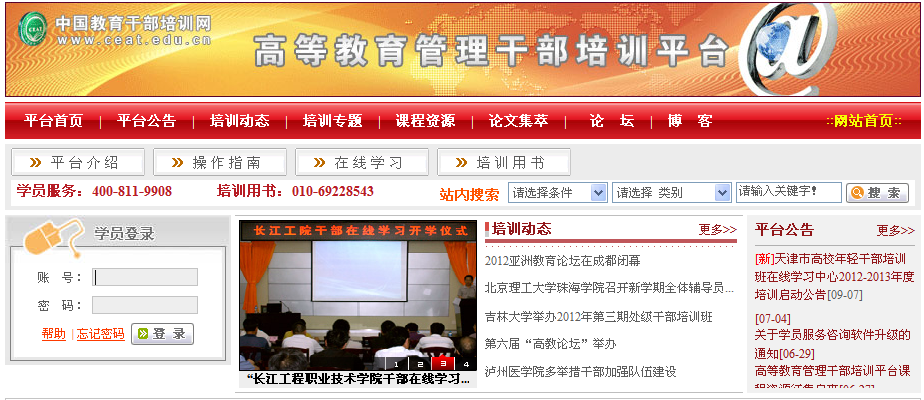 中国教育干部培训网
www.ceat.edu.cn
高等教育管理干部培训平台
平台首页 | 平台公告 | 培训动态 | 培训专题 | 课程资源 | 论文集萃 | 论 坛 | 博 客
::网站首页::
平台介绍
操作指南
在线学习
培训用书
学员服务：400-811-9908
培训用书：010-69228543
站内搜索
请选择条件
请选择 类别
请输入关键字!
搜 索
学员登录
账 号：
密 码：
帮助 | 忘记密码
登 录
长江工院干部在线学习开学仪式
1 2 3 4
“长江工程职业技术学院干部在线学习...
培训动态
更多>>
2012亚洲教育论坛在成都闭幕
北京理工大学珠海学院召开新学期全体辅导员...
吉林大学举办2012年第三期处级干部培训班
第六届“高教论坛”举办
泸州医学院多举措干部加强队伍建设
平台公告
更多>>
[新]天津市高校年轻干部培训
班在线学习中心2012-2013年度
培训启动公告[09-07]
[07-04]
关于学员服务咨询软件升级的
通知[06-29]
高等教育管理干部培训平台课